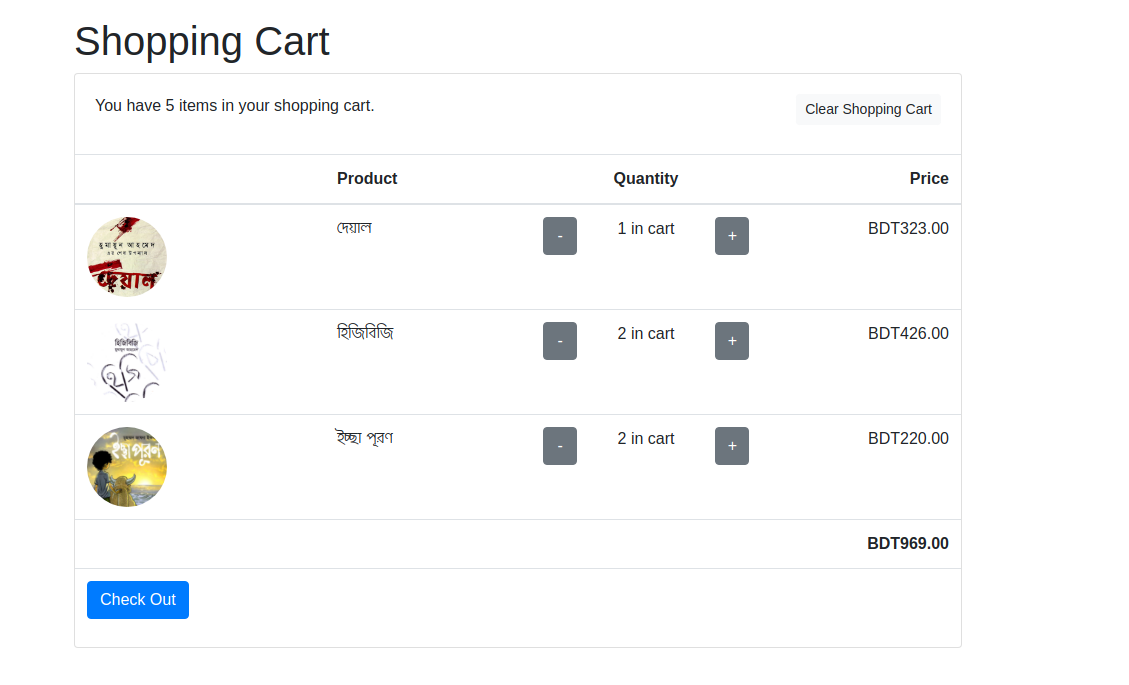 Shopping Cart
You have 5 items in your shopping cart.
Clear Shopping Cart
Product Quantity Price
দেয়াল - 1 in cart + BDT323.00
হুমায়ূন আহমেদ
এর শেষ উপন্যাস
দেয়াল
হিজিবিজি - 2 in cart + BDT426.00
হিজিবিজি
ইচ্ছা পূরণ - 2 in cart + BDT220.00
ইচ্ছা পূরণ
BDT969.00
Check Out